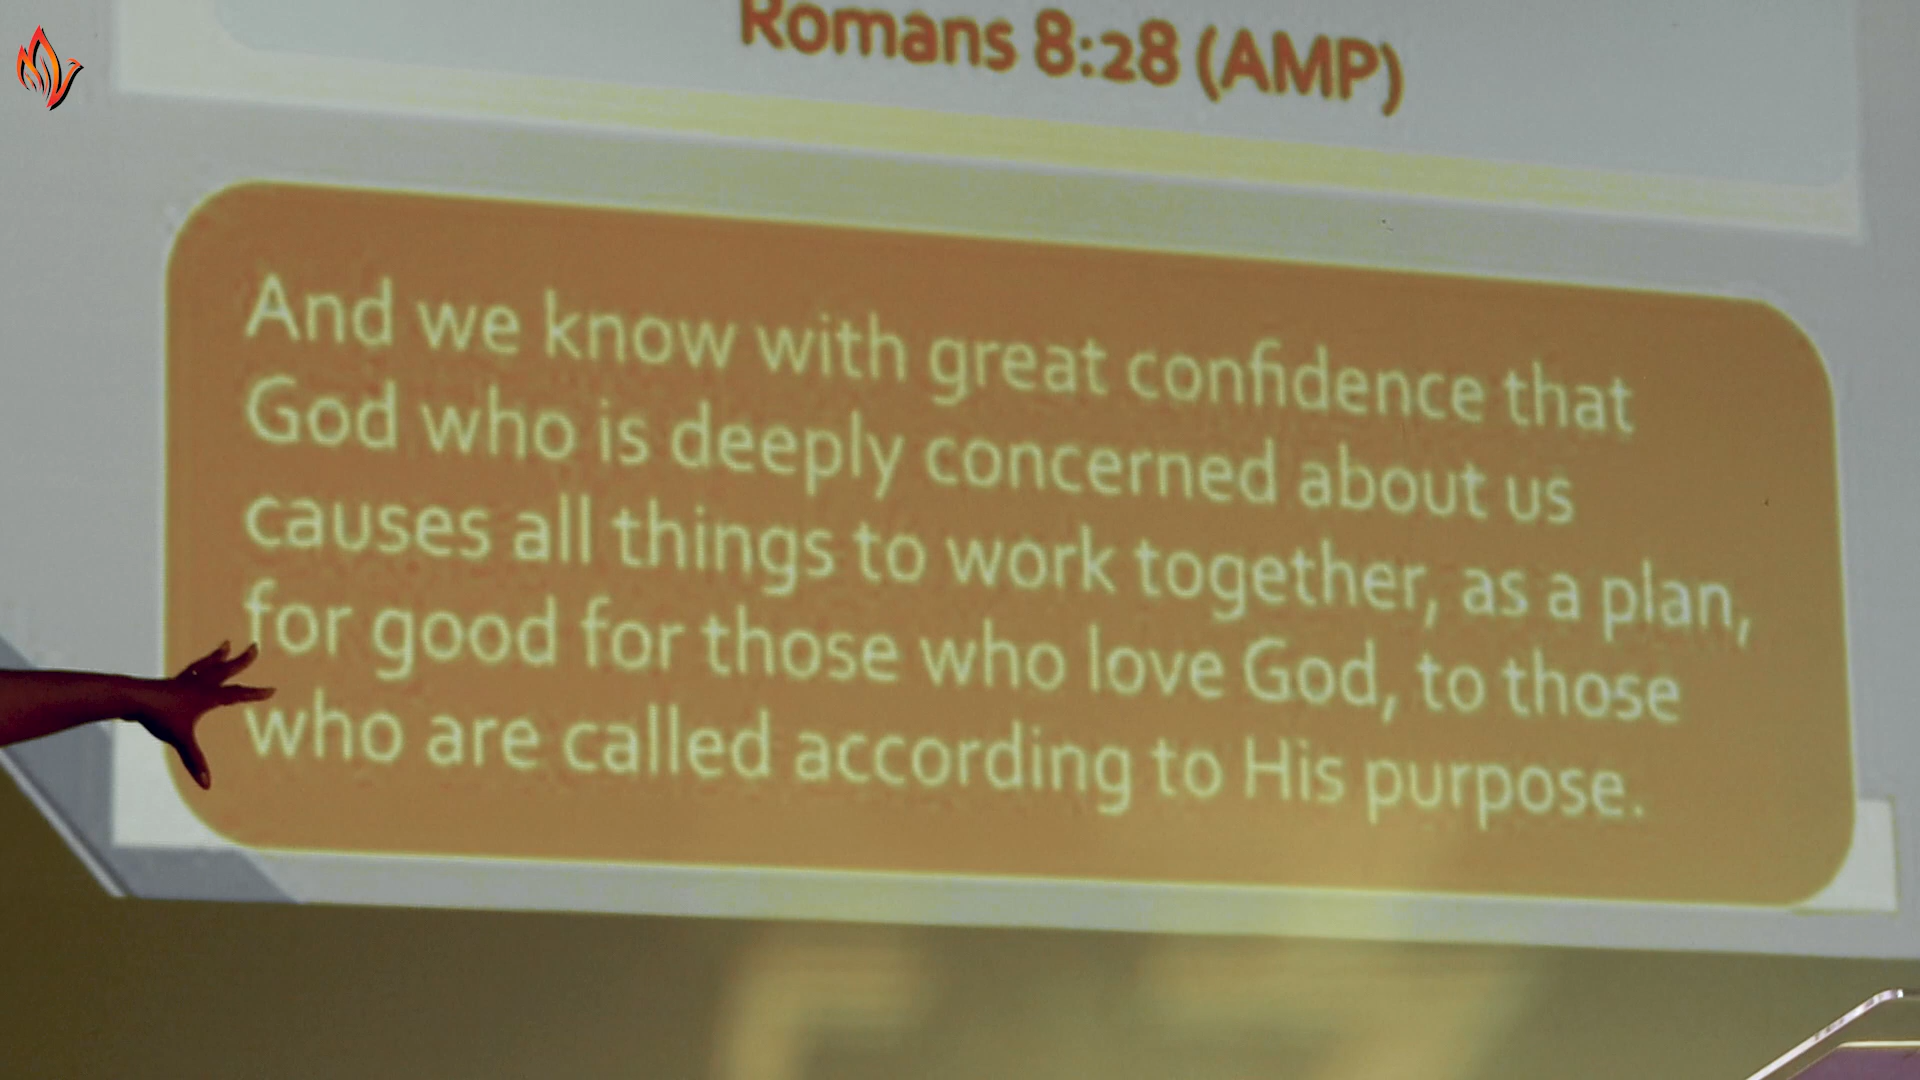 Romans 8:28 (AMP)
And we know with great confidence that
God who is deeply concerned about us
causes all things to work together, as a plan,
for good for those who love God, to those
who are called according to His purpose.